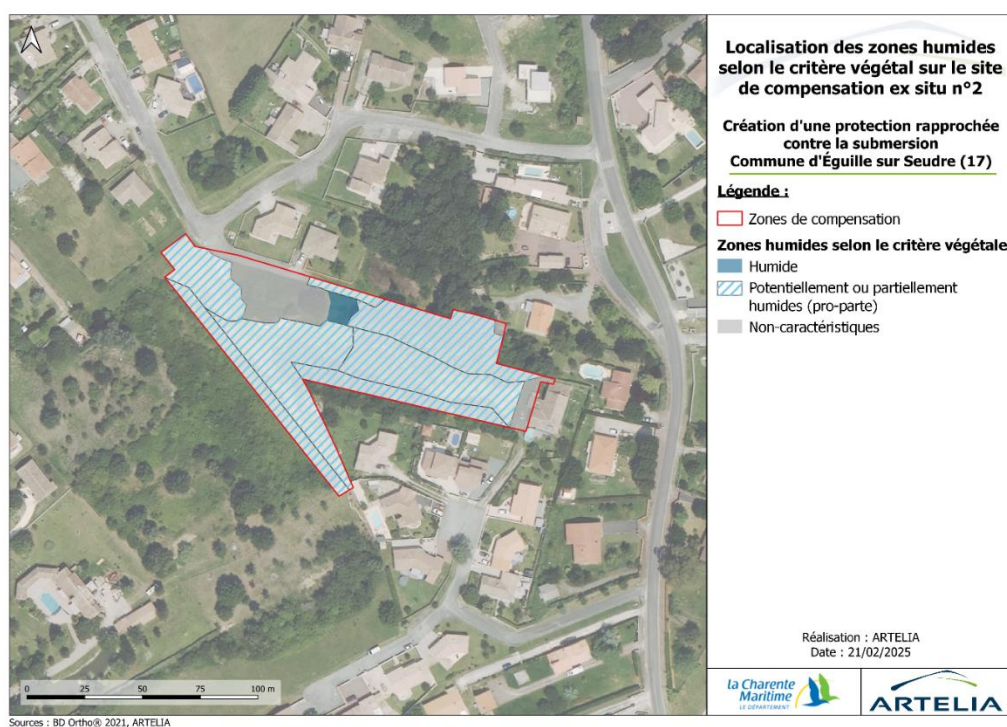 Localisation des zones humides
selon le critère végétal sur le site
de compensation ex situ n°2
Création d'une protection rapprochée
contre la submersion
Commune d'Éguille sur Seudre (17)
Légende :
Zones de compensation
Zones humides selon le critère végétale
Humide
Potentiellement ou partiellement
humides (pro-parte)
Non-caractéristiques
Réalisation : ARTELIA
Date : 21/02/2025
la Charente
Maritime
LE DÉPARTEMENT
ARTELIA
0 25 50 75 100 m
Sources : BD Ortho® 2021, ARTELIA